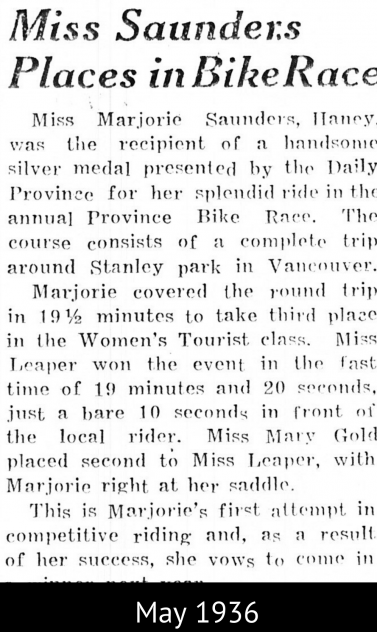 Miss Saunders
Places in Bike Race
Miss Marjorie Saunders, Haney,
was the recipient of a handsome
silver medal presented by the Daily
Province for her splendid ride in the
annual Province Bike Race. The
course consists of a complete trip
around Stanley park in Vancouver.
Marjorie covered the round trip
in 19½ minutes to take third place
in the Women's Tourist class. Miss
Leaper won the event in the fast
time of 19 minutes and 20 seconds,
just a bare 10 seconds in front of
the local rider. Miss Mary Gold
placed second to Miss Leaper, with
Marjorie right at her saddle.
This is Marjorie's first attempt in
competitive riding and, as a result
of her success, she vows to come in
May 1936